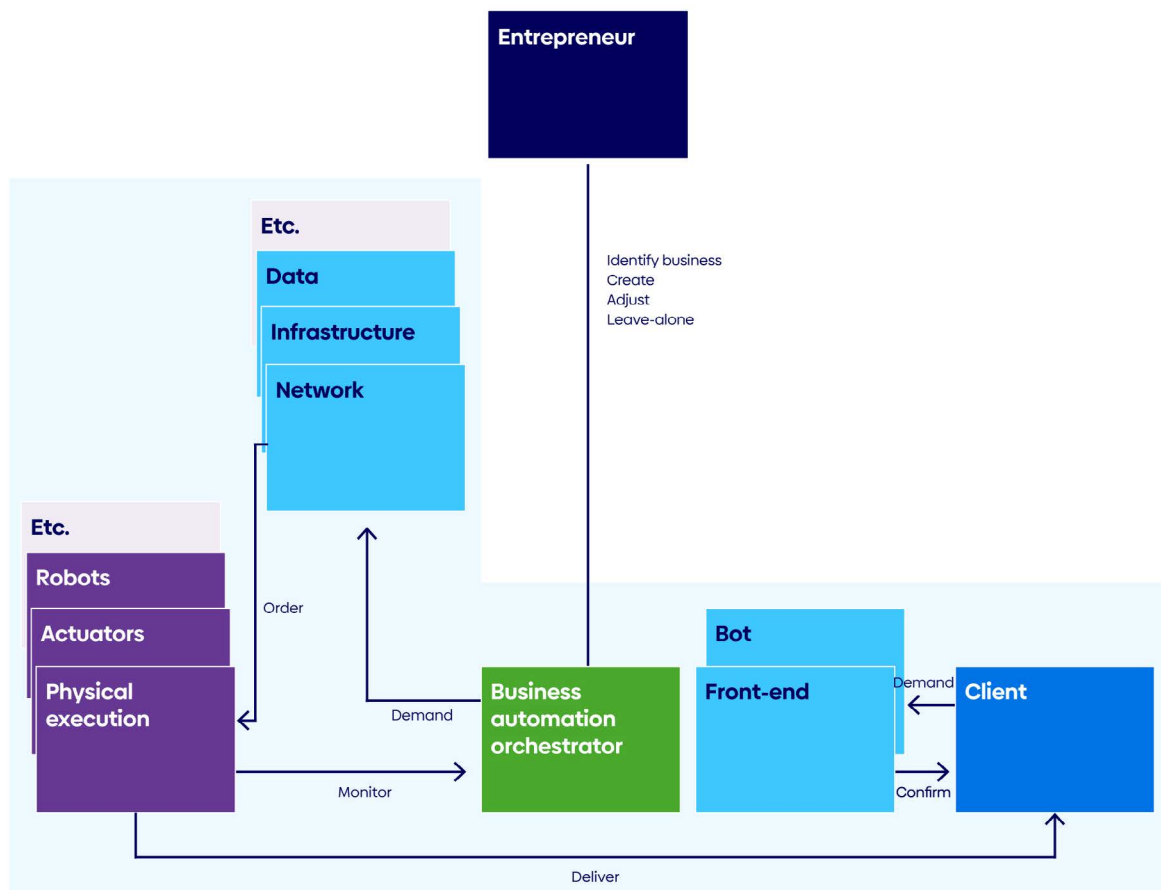 Entrepreneur
Identify business
Create
Adjust
Leave-alone
Etc.
Data
Infrastructure
Network
Etc.
Robots
Actuators
Physical
execution
Order
Demand
Monitor
Business
automation
orchestrator
Bot
Front-end
Demand
Confirm
Client
Deliver